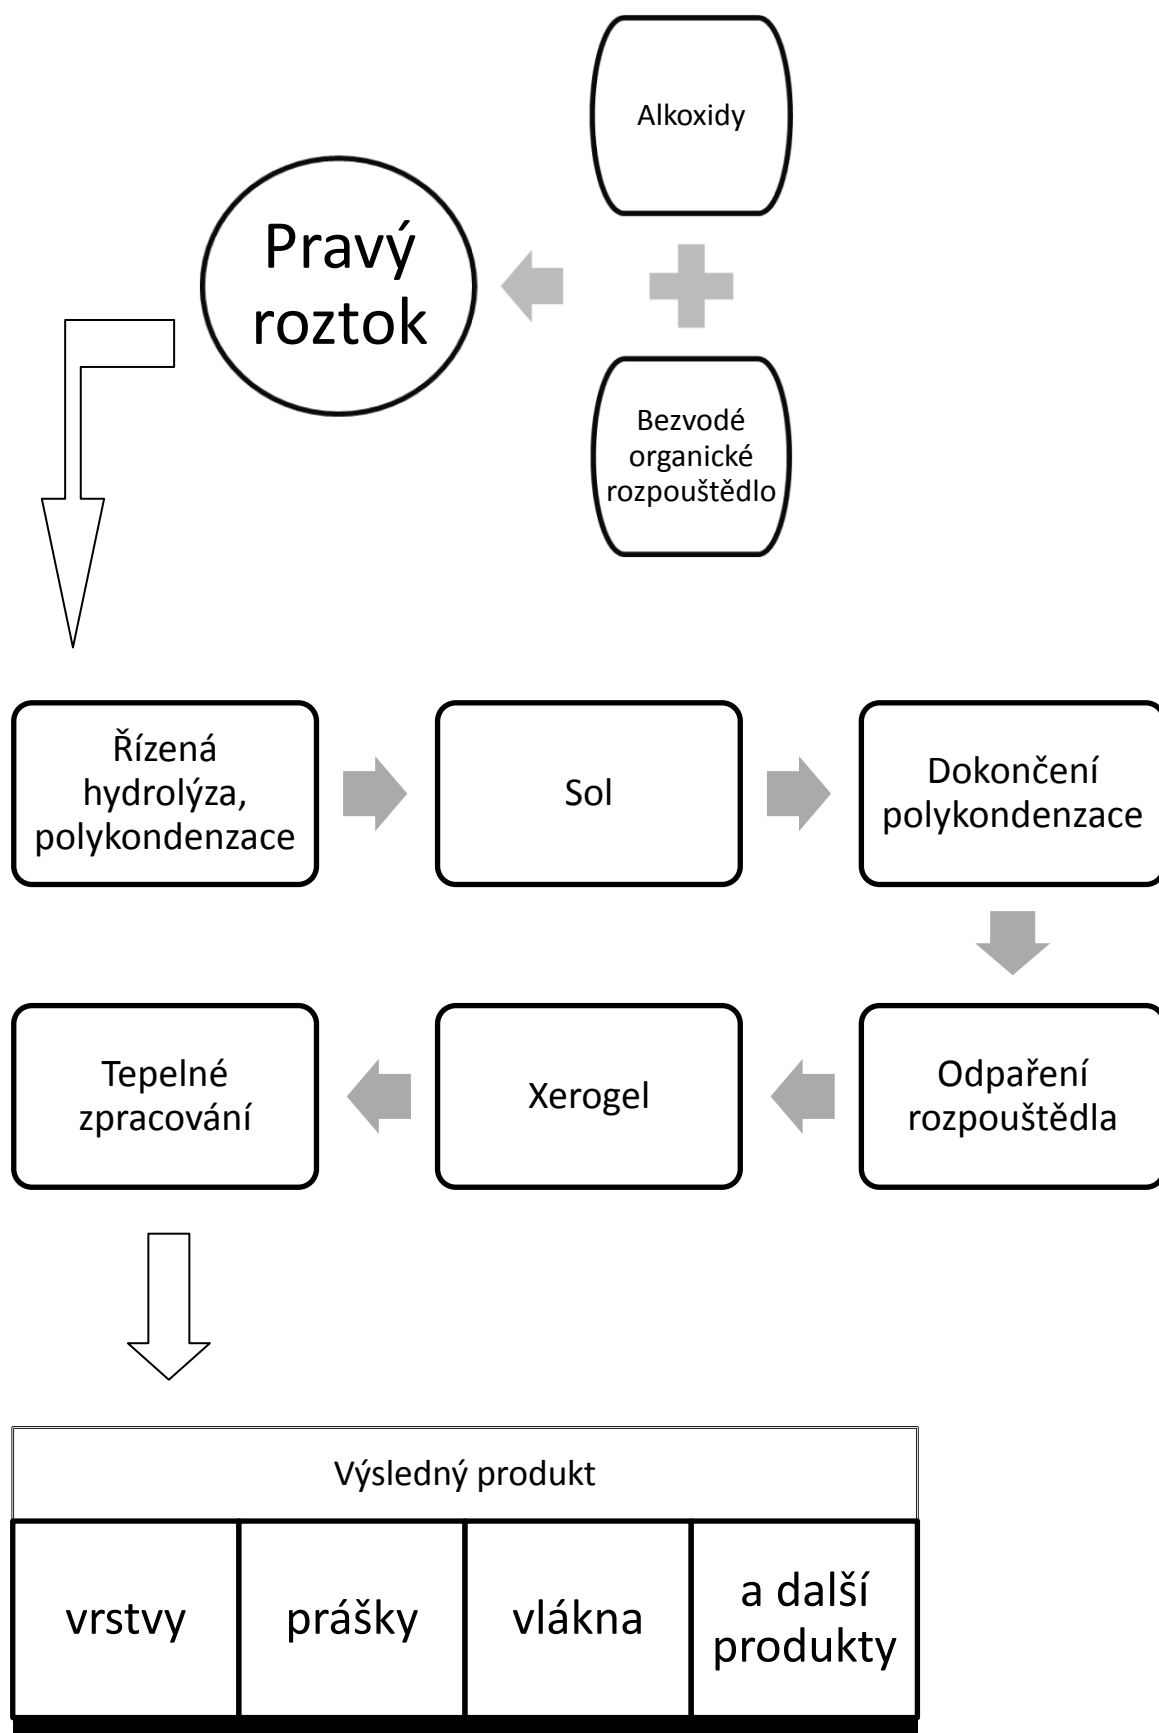 Alkoxidy
Pravý
roztok
Bezvodé
organické
rozpouštědlo
Řízená
hydrolýza,
polykondenzace
Sol
Dokončení
polykondenzace
Tepelné
zpracování
Xerogel
Odpaření
rozpouštědla
Výsledný produkt
vrstvy
prášky
vlákna
a další
produkty